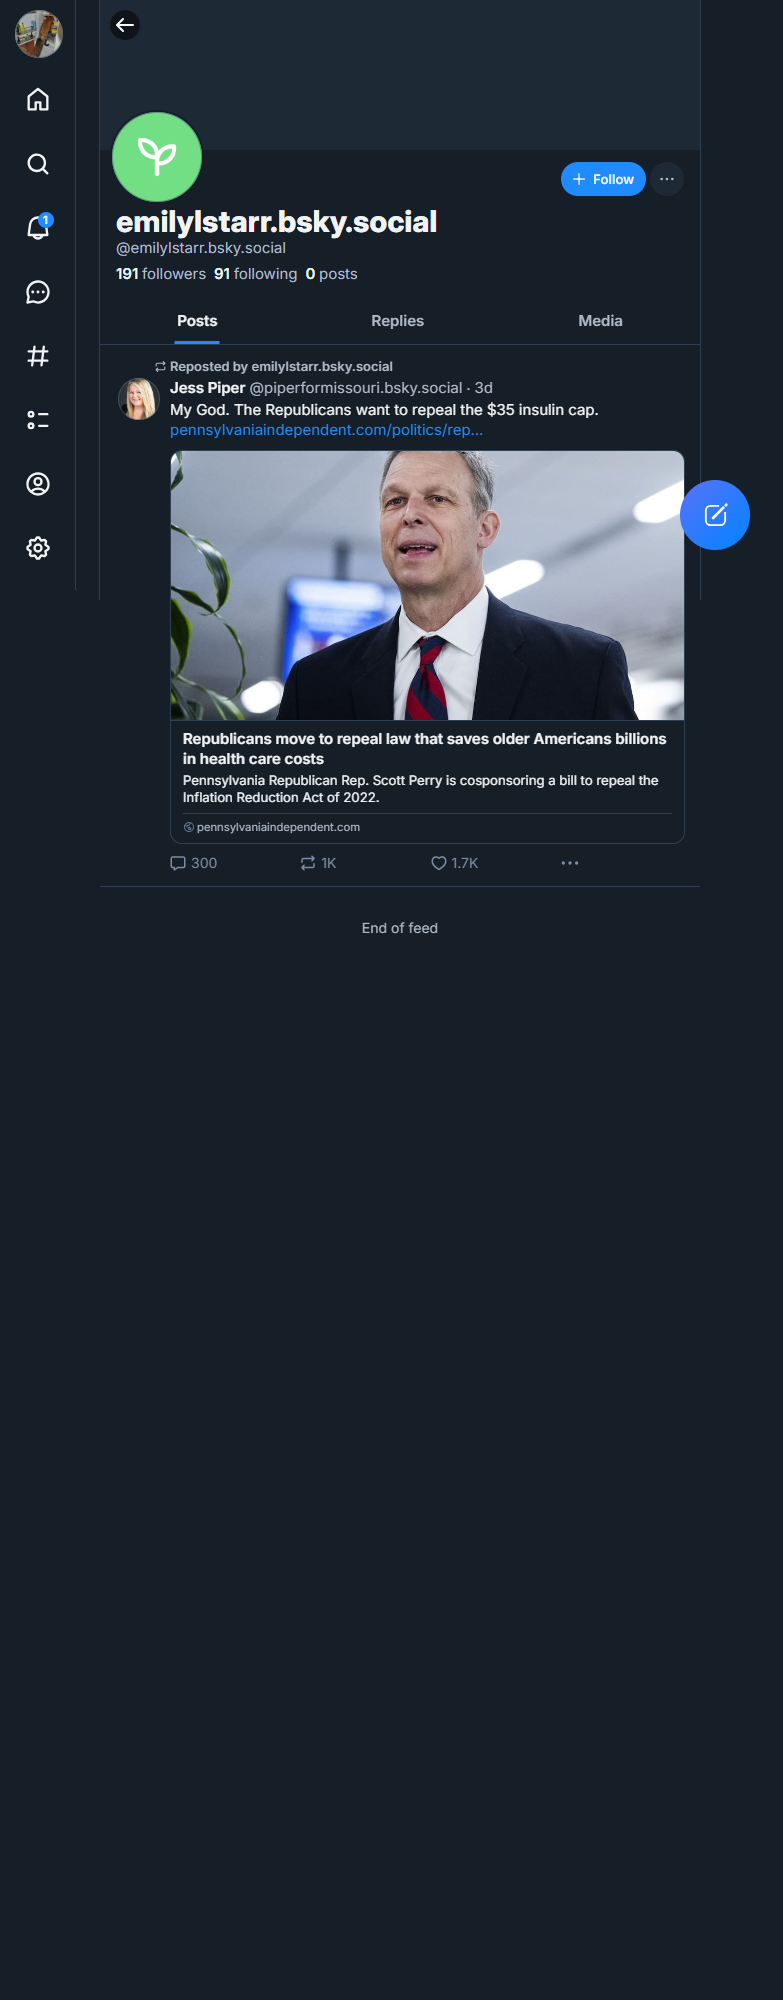 1
Follow
emilylstarr.bsky.social
@emilylstarr.bsky.social
191 followers 91 following 0 posts
Posts Replies Media
Reposted by emilylstarr.bsky.social
Jess Piper @piperformissouri.bsky.social · 3d
My God. The Republicans want to repeal the $35 insulin cap.
pennsylvaniaindependent.com/politics/rep...
Republicans move to repeal law that saves older Americans billions
in health care costs
Pennsylvania Republican Rep. Scott Perry is cosponsoring a bill to repeal the
Inflation Reduction Act of 2022.
pennsylvaniaindependent.com
300 1K 1.7K
End of feed